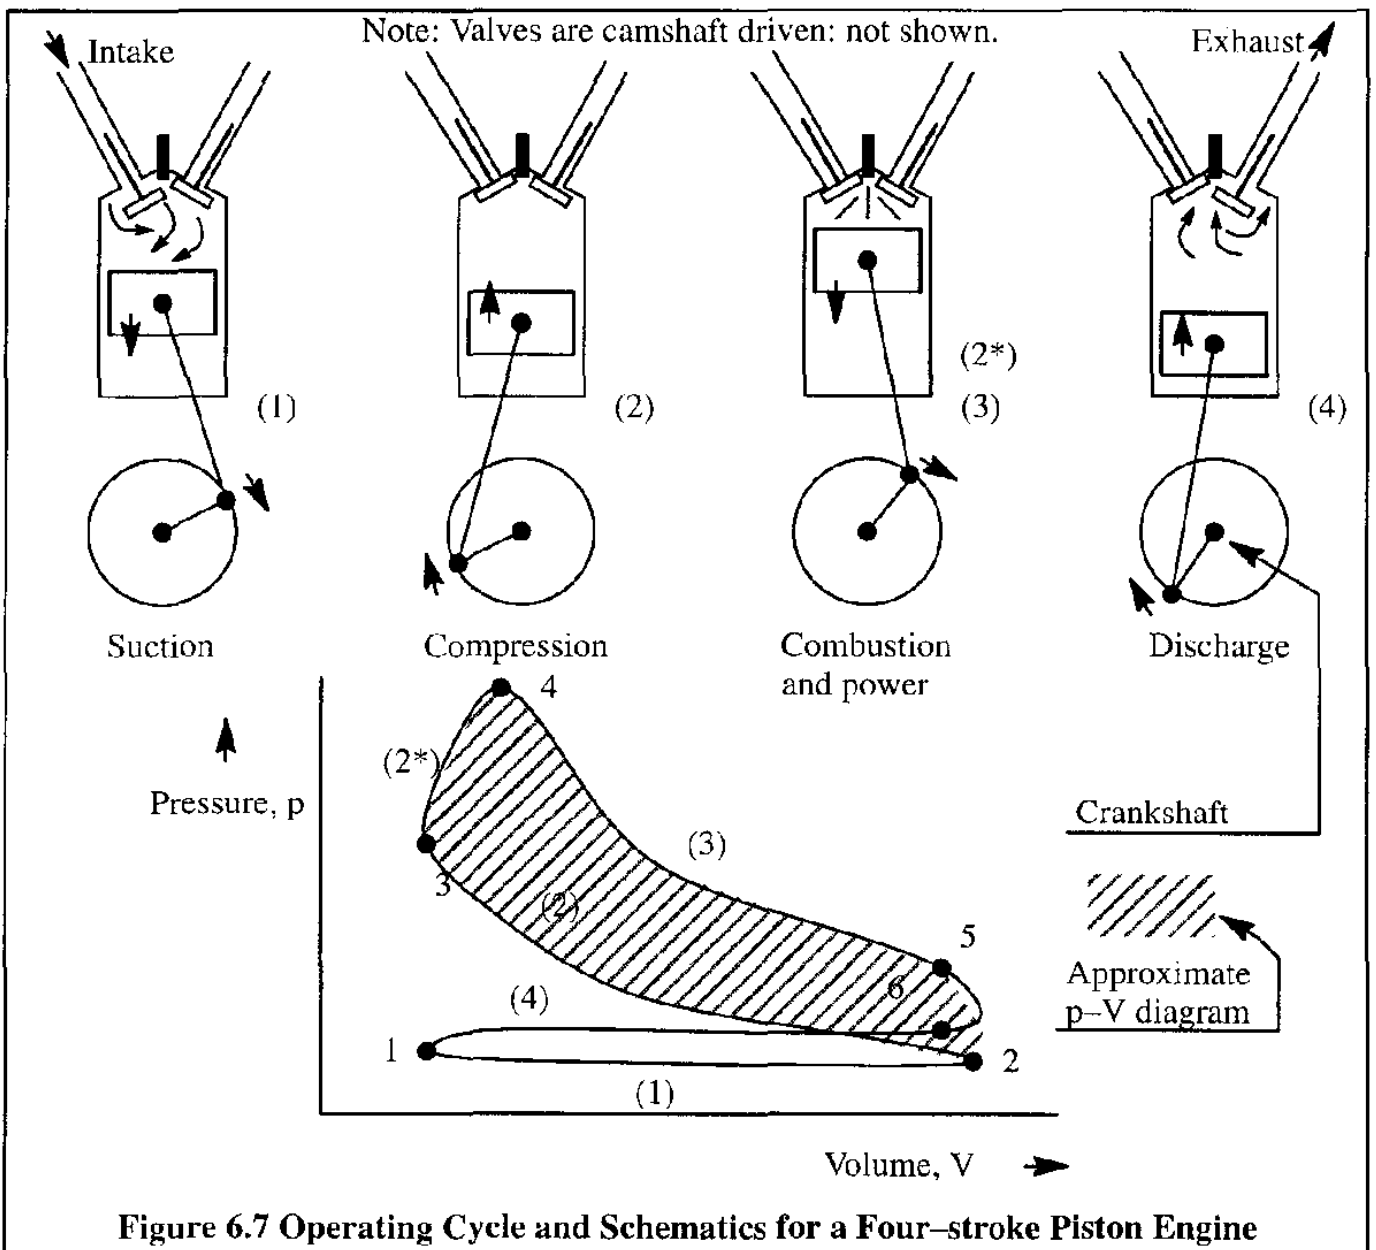 Note: Valves are camshaft driven: not shown.
Intake
Exhaust
(1)
(2)
(2*)
(3)
(4)
Suction
Compression
Combustion
and power
Discharge
4
(2*)
Pressure, p
Crankshaft
(3)
3
(2)
5
6
Approximate
p–V diagram
(4)
1
2
(1)
Volume, V
Figure 6.7 Operating Cycle and Schematics for a Four–stroke Piston Engine